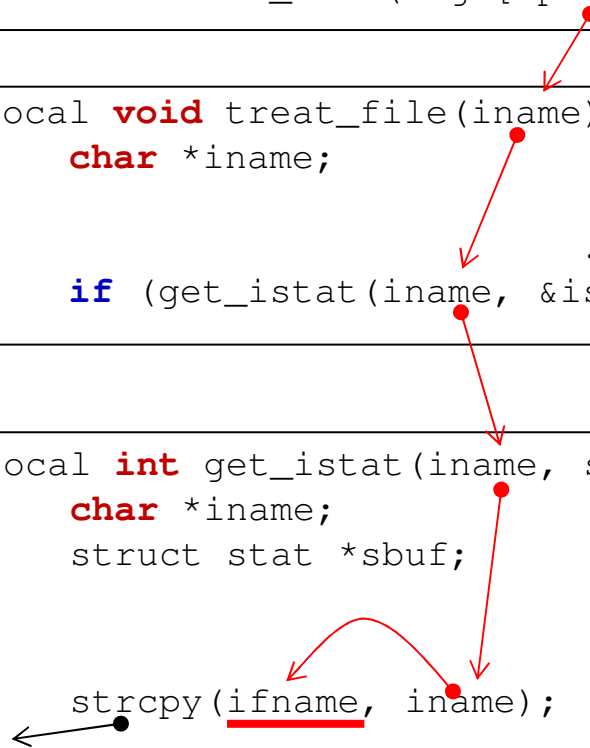 ocal void treat_file(iname)
char *iname;
if (get_istat(iname, &is
ocal int get_istat(iname, s
char *iname;
struct stat *sbuf;
strcpy(ifname, iname);